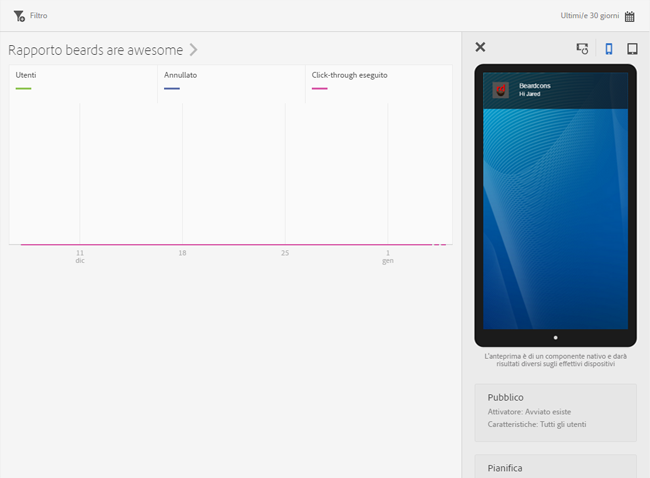 Filtro
Ultimi/e 30 giorni
Rapporto beards are awesome
Utenti
Annullato
Click-through eseguito
11
dic
18
25
1
gen
Beardcons
Hi Jared
L'anteprima è di un componente nativo e darà
risultati diversi sugli effettivi dispositivi
Pubblico
Attivatore: Avviato esiste
Caratteristiche: Tutti gli utenti
Pianifica